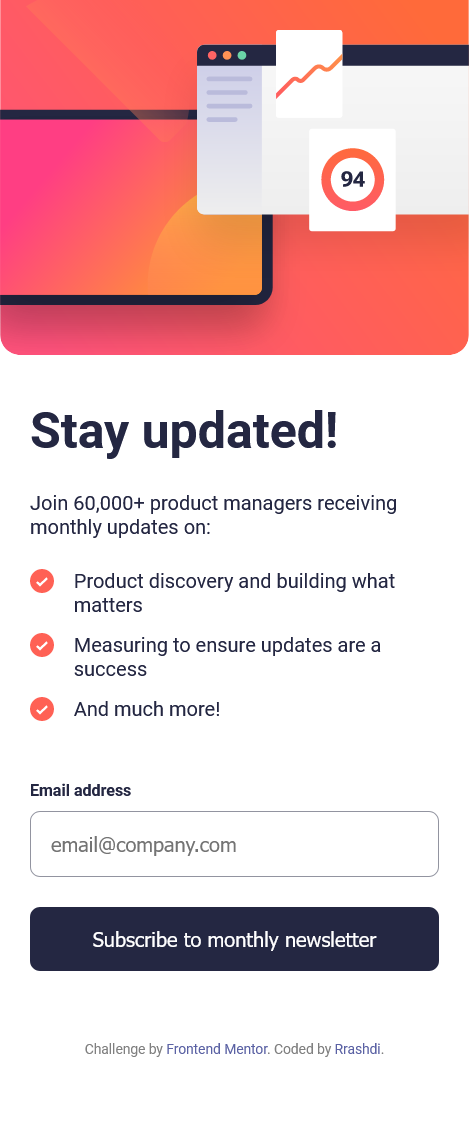 94
Stay updated!
Join 60,000+ product managers receiving
monthly updates on:
Product discovery and building what
matters
Measuring to ensure updates are a
success
And much more!
Email address
email@company.com
Subscribe to monthly newsletter
Challenge by Frontend Mentor. Coded by Rrashdi.